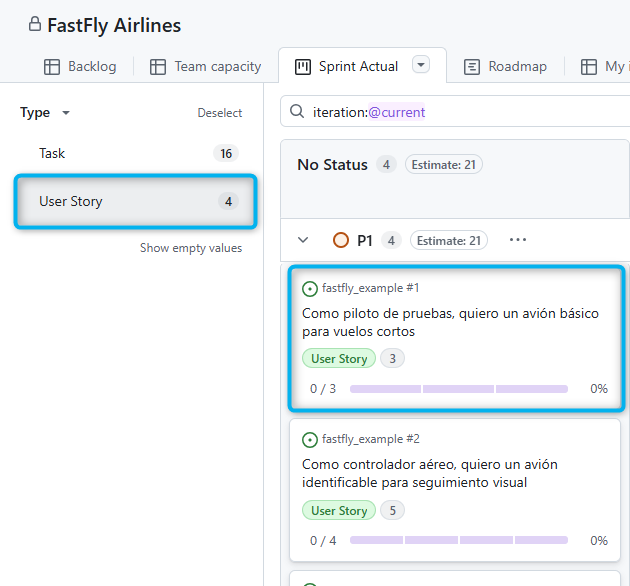 FastFly Airlines
Backlog
Team capacity
Sprint Actual
Roadmap
My i
Type
Deselect
Task 16
User Story 4
Show empty values
iteration:@current
No Status 4 Estimate: 21
P1 4 Estimate: 21
fastfly_example #1
Como piloto de pruebas, quiero un avión básico
para vuelos cortos
User Story 3
0 / 3 0%
fastfly_example #2
Como controlador aéreo, quiero un avión
identificable para seguimiento visual
User Story 5
0 / 4 0%